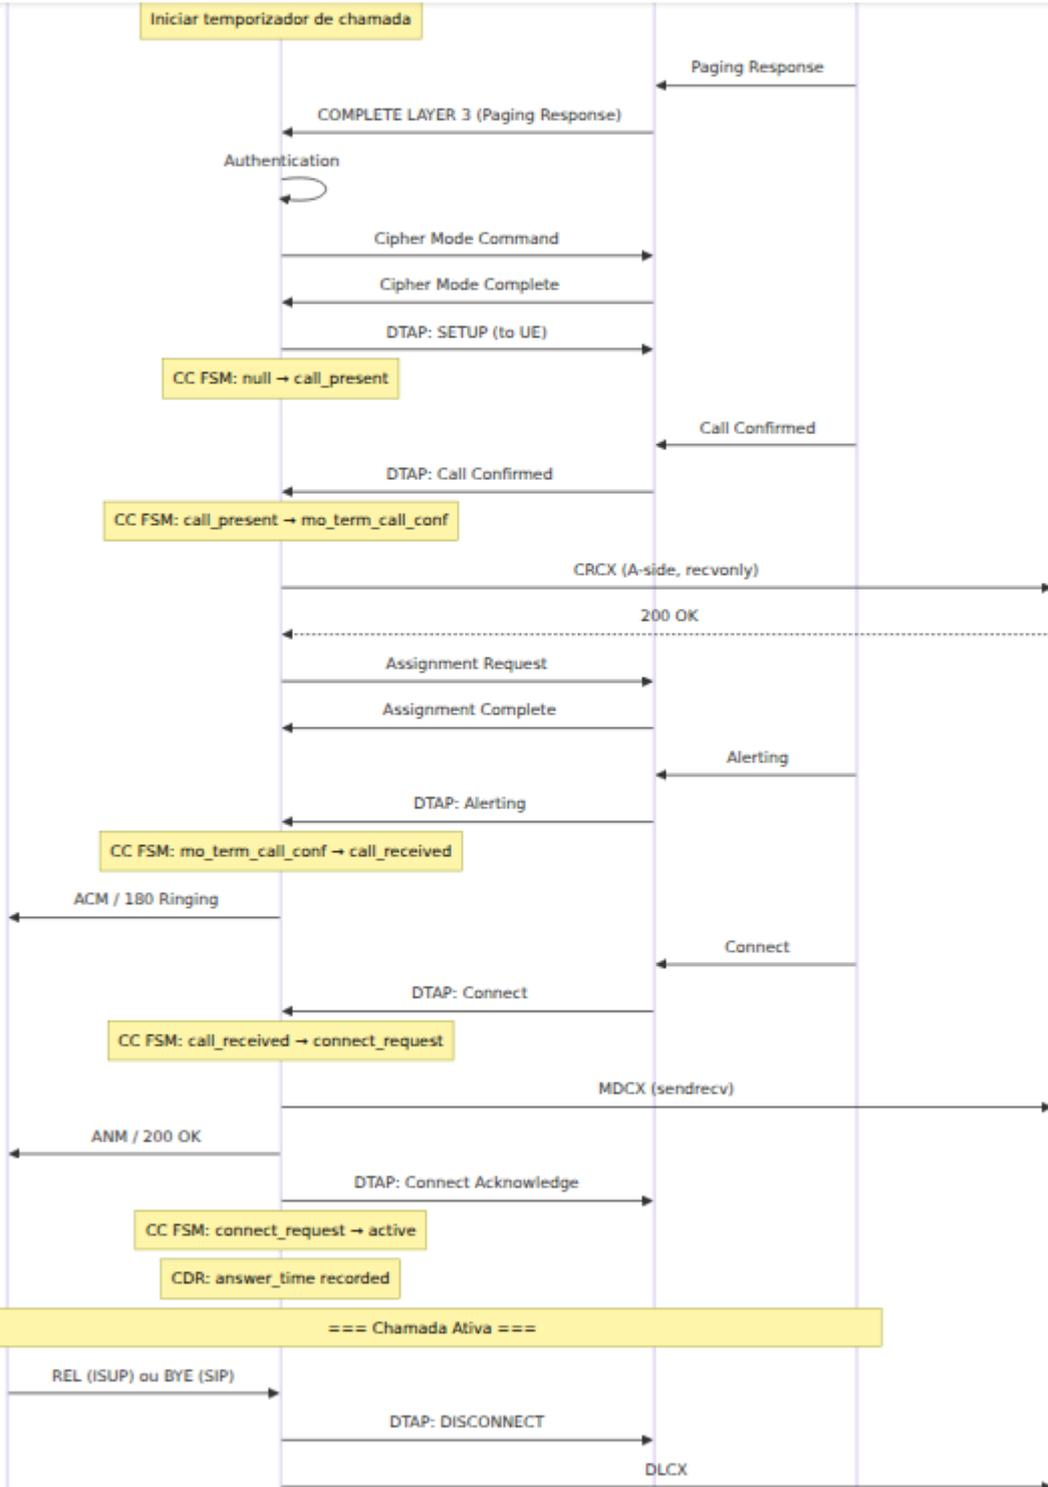 Iniciar temporizador de chamada
Paging Response
COMPLETE LAYER 3 (Paging Response)
Authentication
Cipher Mode Command
Cipher Mode Complete
DTAP: SETUP (to UE)
CC FSM: null → call_present
Call Confirmed
DTAP: Call Confirmed
CC FSM: call_present → mo_term_call_conf
CRCX (A-side, recvonly)
200 OK
Assignment Request
Assignment Complete
Alerting
DTAP: Alerting
CC FSM: mo_term_call_conf → call_received
ACM / 180 Ringing
Connect
DTAP: Connect
CC FSM: call_received → connect_request
MDCX (sendrecv)
ANM / 200 OK
DTAP: Connect Acknowledge
CC FSM: connect_request → active
CDR: answer_time recorded
=== Chamada Ativa ===
REL (ISUP) ou BYE (SIP)
DTAP: DISCONNECT
DLCX